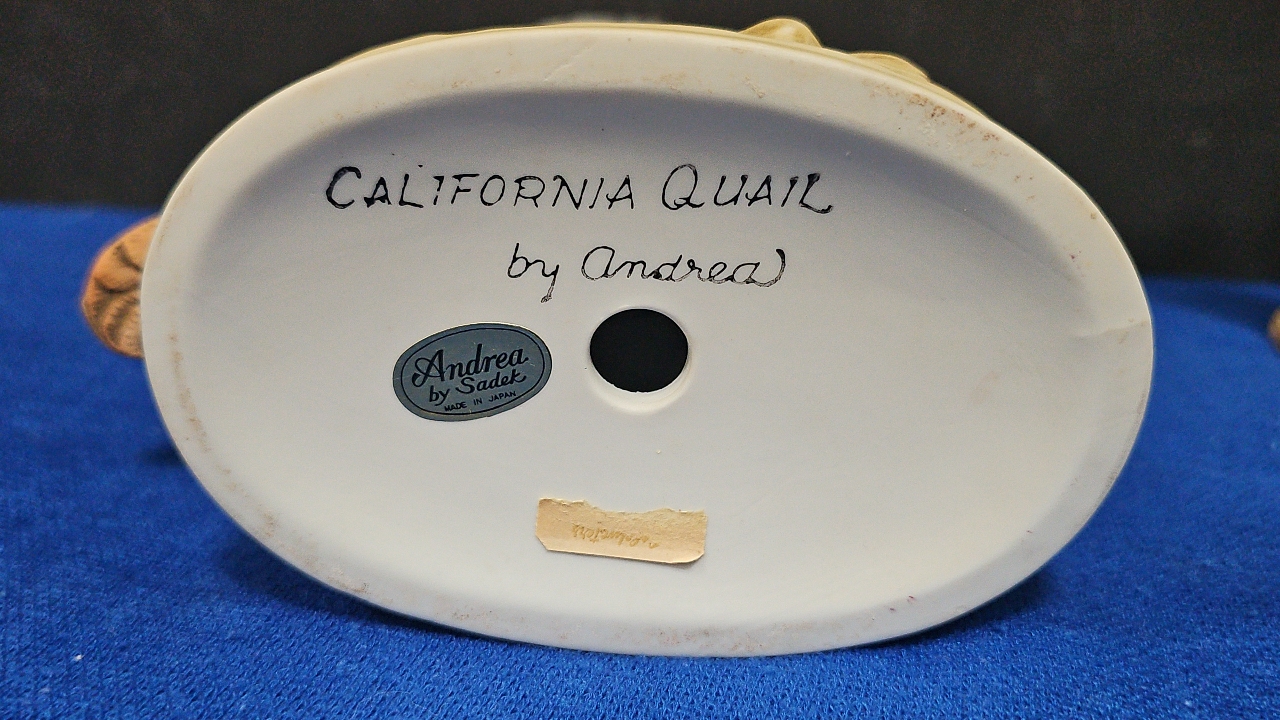 CALIFORNIA QUAIL
by Andrea
Andrea
by Sadek
MADE IN JAPAN